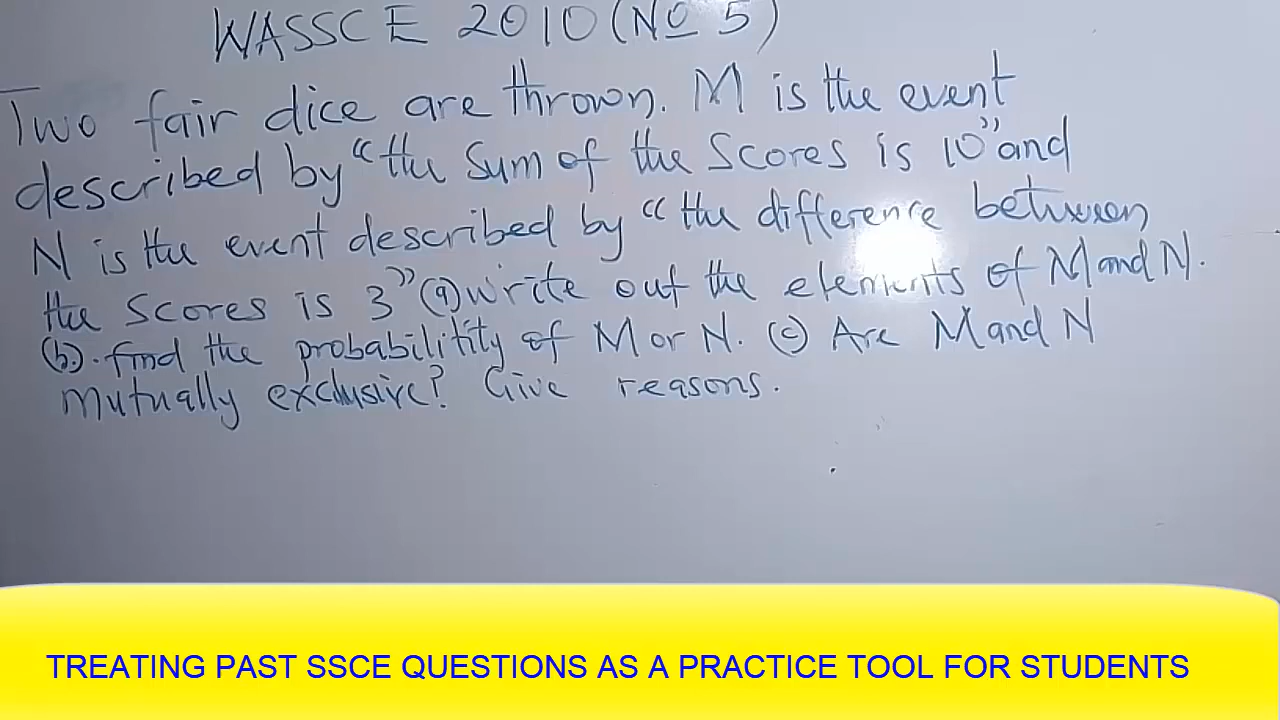 WASSCE 2010 (No 5)
Two fair dice are thrown. M is the event
described by "the sum of the scores is 10" and
N is the event described by "the difference between
the scores is 3" (a) write out the elements of M and N.
(b). find the probabilitity of M or N. (c) Are M and N
mutually exclusive? Give reasons.
TREATING PAST SSCE QUESTIONS AS A PRACTICE TOOL FOR STUDENTS